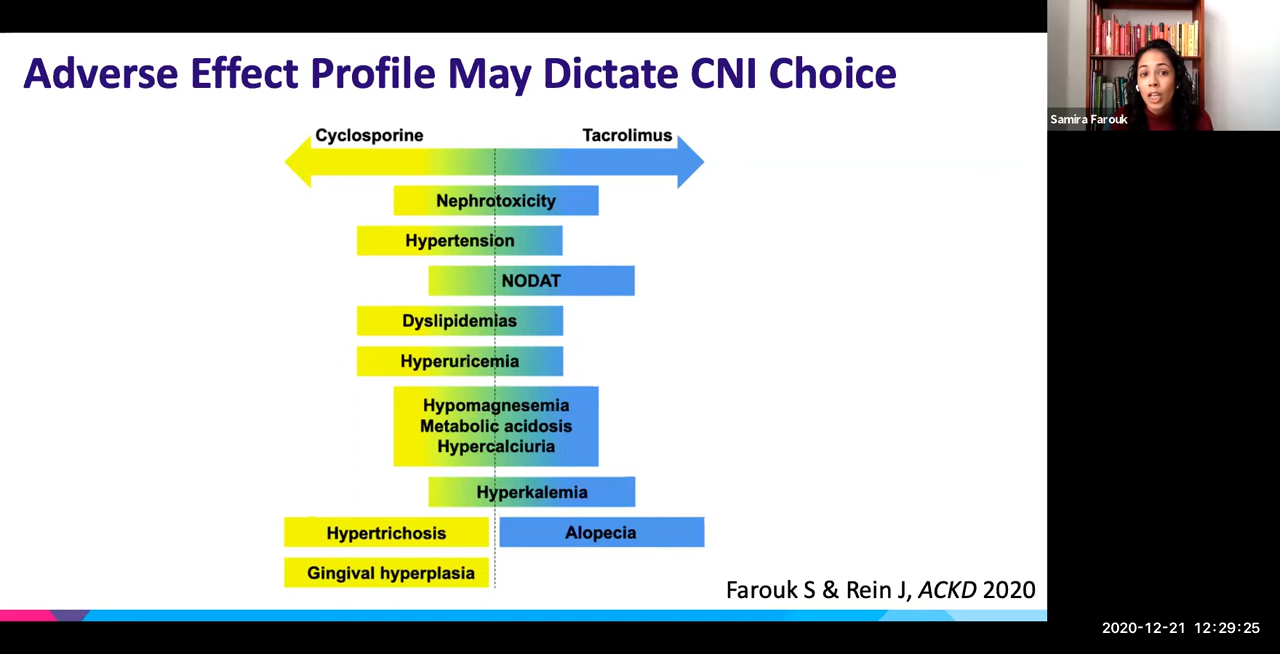 Adverse Effect Profile May Dictate CNI Choice
Samira Farouk
Cyclosporine
Tacrolimus
Nephrotoxicity
Hypertension
NODAT
Dyslipidemias
Hyperuricemia
Hypomagnesemia
Metabolic acidosis
Hypercalciuria
Hyperkalemia
Hypertrichosis
Alopecia
Gingival hyperplasia
Farouk S & Rein J, ACKD 2020
2020-12-21 12:29:25